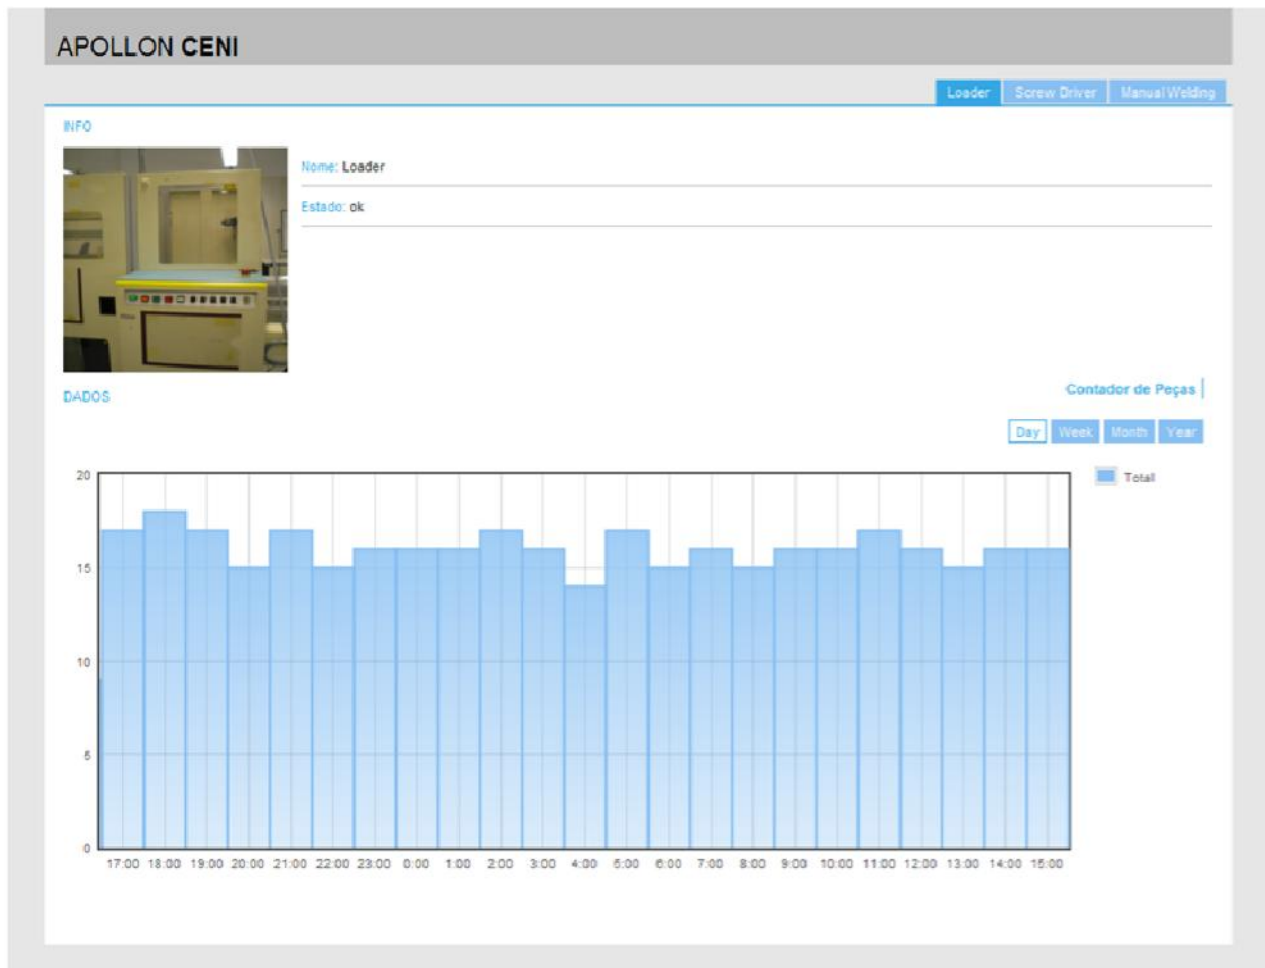 APOLLON CENI
Loader Screw Driver Manual Welding
INFO
Nome: Loader
Estado: ok
DADOS
Contador de Peças
Day Week Month Year
Totall
20
15
10
5
0
17:00 18:00 19:00 20:00 21:00 22:00 23:00 0:00 1:00 2:00 3:00 4:00 5:00 6:00 7:00 8:00 9:00 10:00 11:00 12:00 13:00 14:00 15:00